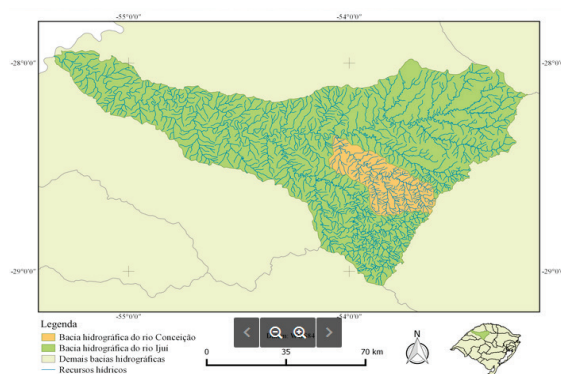 -55°0'0" -54°0'0"
-28°0'0" -28°0'0"
-29°0'0" -29°0'0"
-55°0'0" -54°0'0"
Legenda
Bacia hidrográfica do rio Conceição
Bacia hidrográfica do rio Ijuí
Demais bacias hidrográficas
Recursos hídricos
0 35 70 km
N